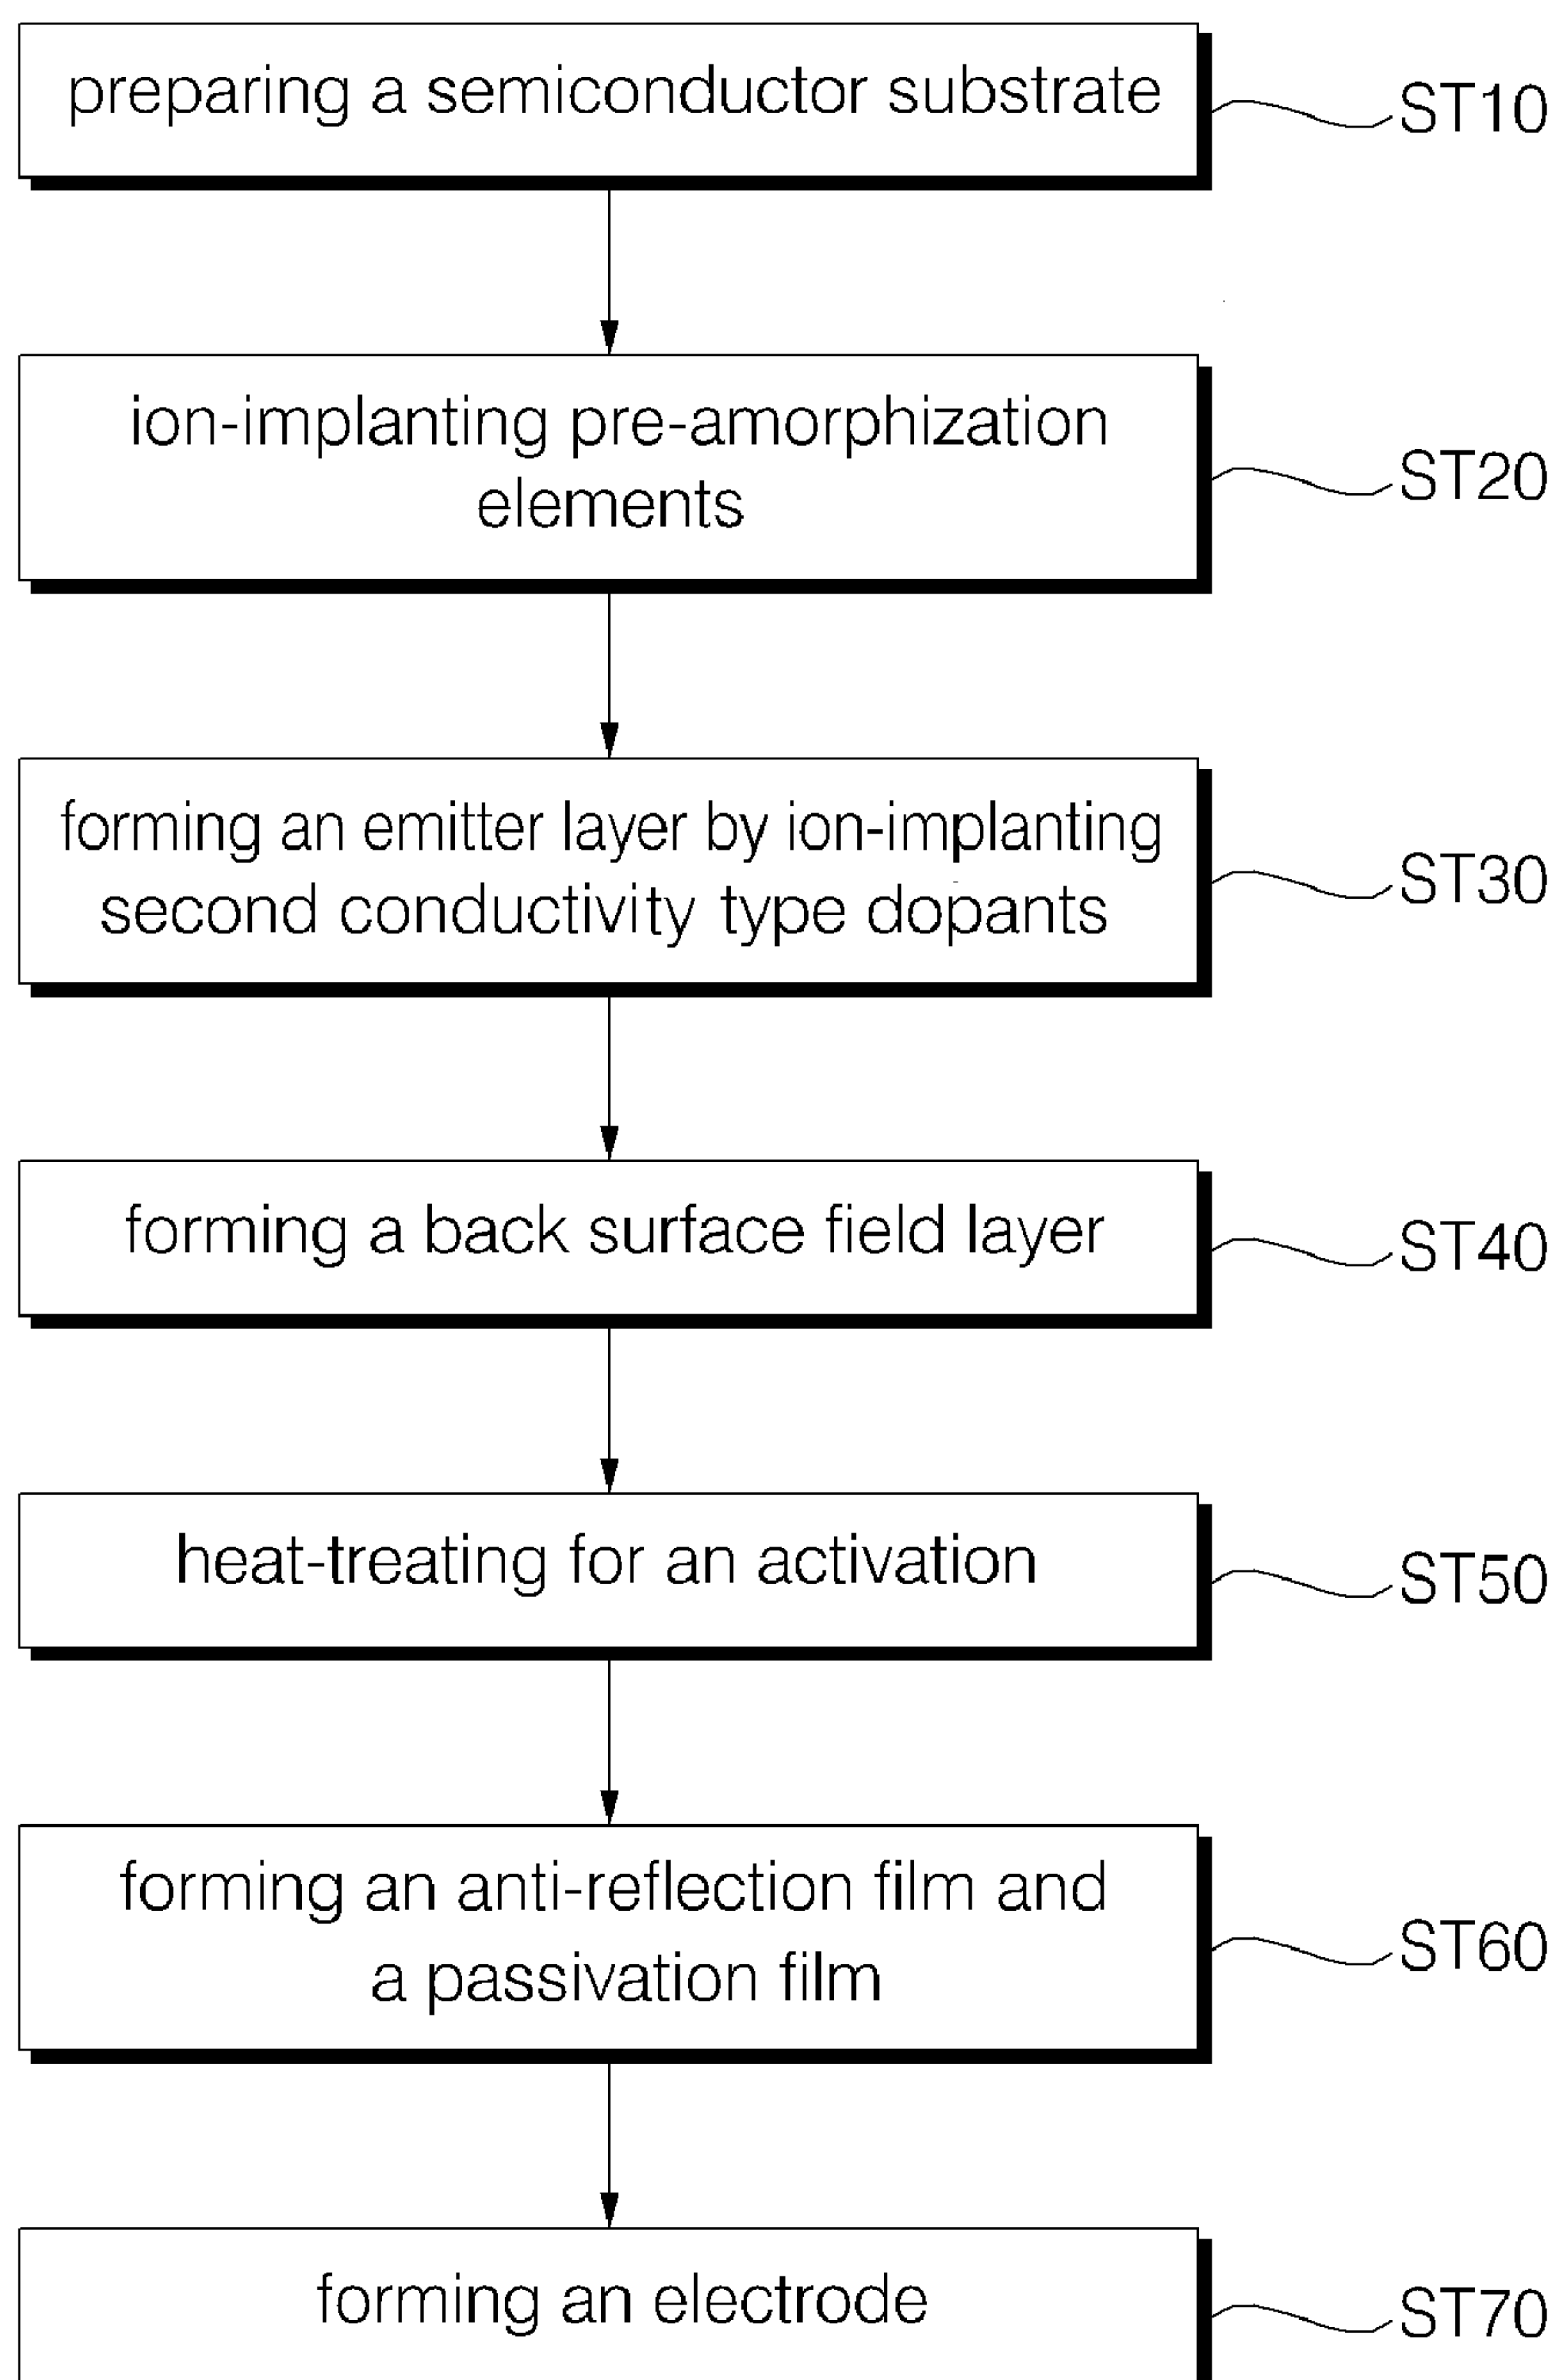 preparing a semiconductor substrate
ST10
ion-implanting pre-amorphization
elements
ST20
forming an emitter layer by ion-implanting
second conductivity type dopants
ST30
forming a back surface field layer
ST40
heat-treating for an activation
ST50
forming an anti-reflection film and
a passivation film
ST60
forming an electrode
ST70